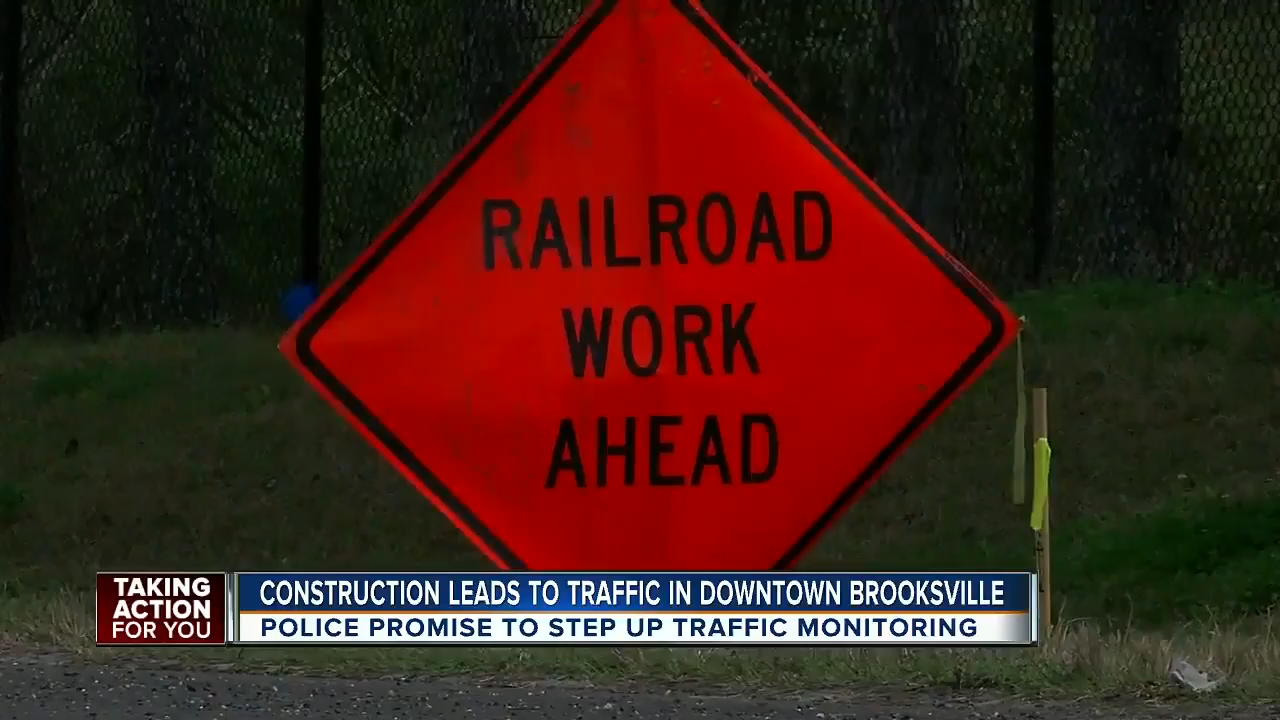 RAILROAD
WORK
AHEAD
TAKING
ACTION
FOR YOU
CONSTRUCTION LEADS TO TRAFFIC IN DOWNTOWN BROOKSVILLE
POLICE PROMISE TO STEP UP TRAFFIC MONITORING